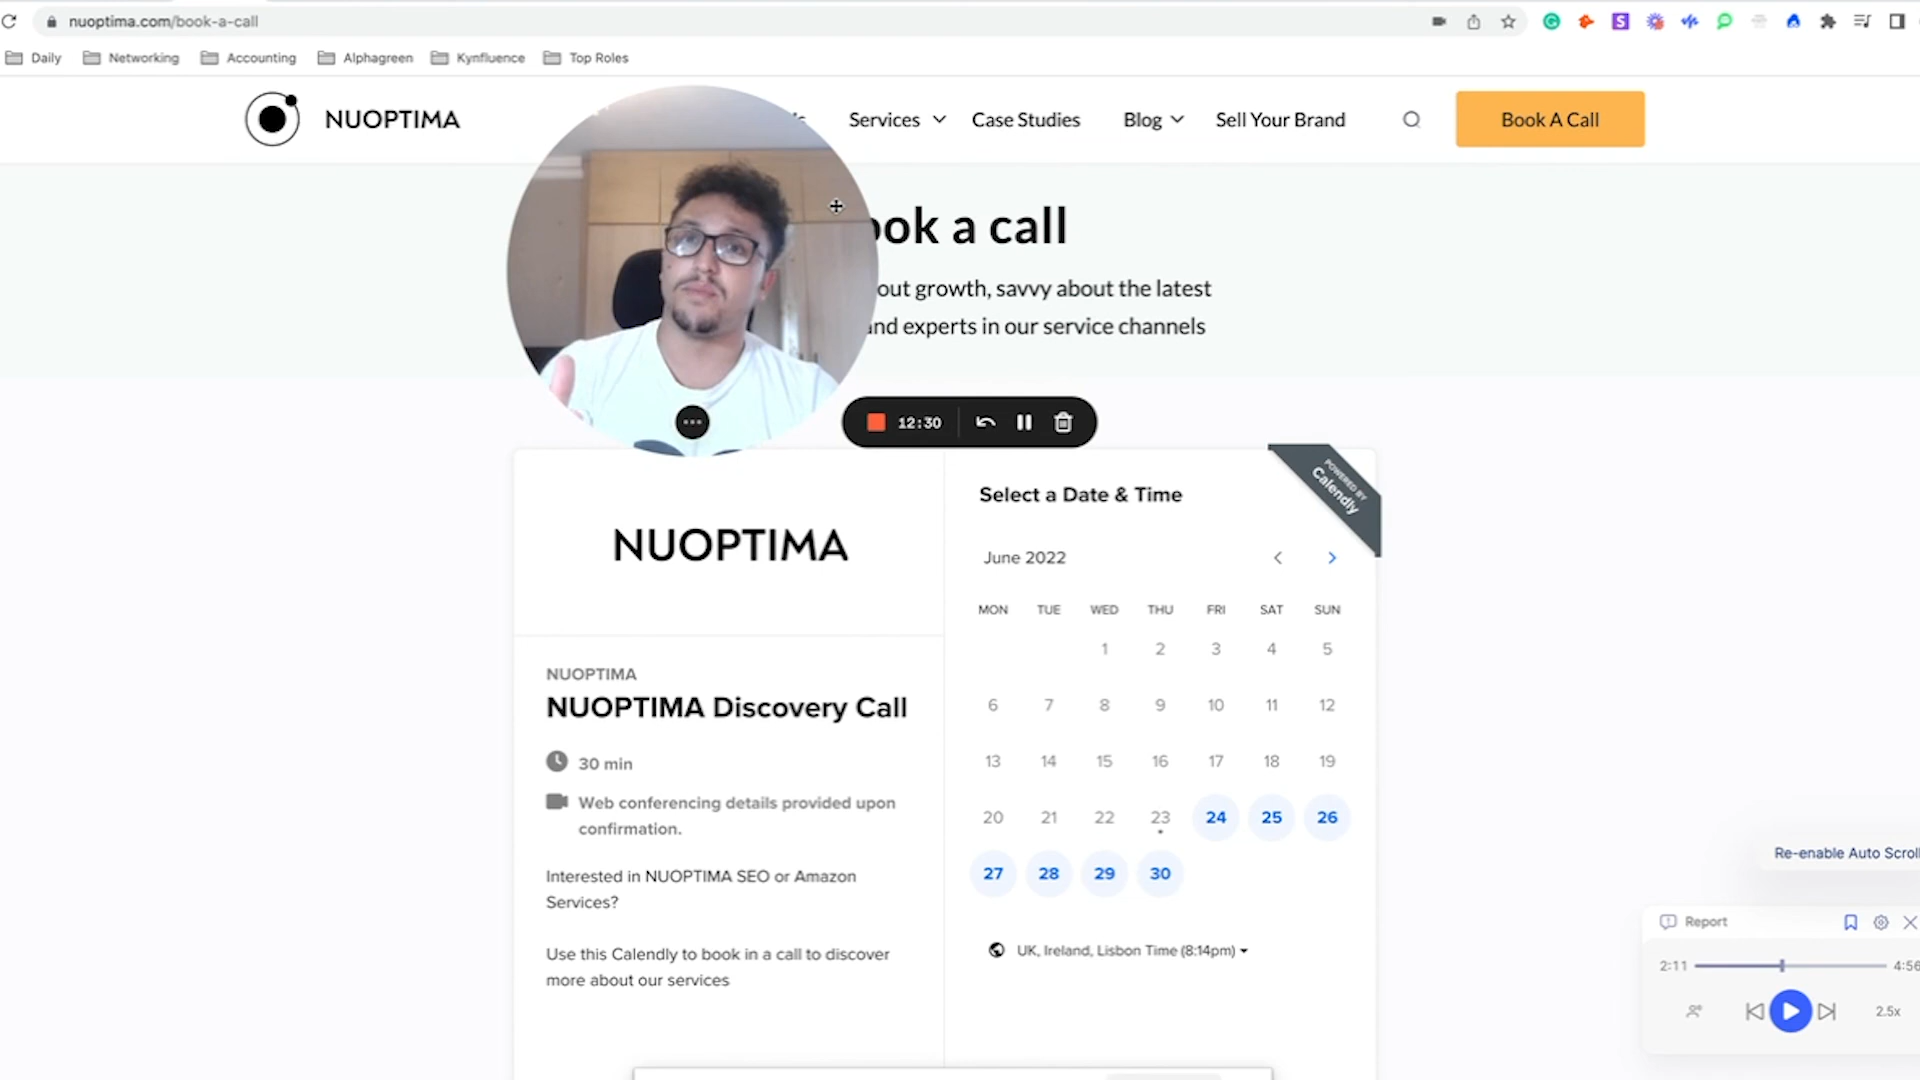 nuoptima.com/book-a-call
Daily
Networking
Accounting
Alphagreen
Kynfluence
Top Roles
NUOPTIMA
Services
Case Studies
Blog
Sell Your Brand
Book A Call
ook a call
out growth, savvy about the latest
and experts in our service channels
12:30
POWERED BY
Calendly
NUOPTIMA
NUOPTIMA
NUOPTIMA Discovery Call
30 min
Web conferencing details provided upon
confirmation.
Interested in NUOPTIMA SEO or Amazon
Services?
Use this Calendly to book in a call to discover
more about our services
Select a Date & Time
June 2022
MON TUE WED THU FRI SAT SUN
1 2 3 4 5
6 7 8 9 10 11 12
13 14 15 16 17 18 19
20 21 22 23 24 25 26
27 28 29 30
UK, Ireland, Lisbon Time (8:14pm)
Re-enable Auto Scroll
Report
2:11
4:56
2.5x